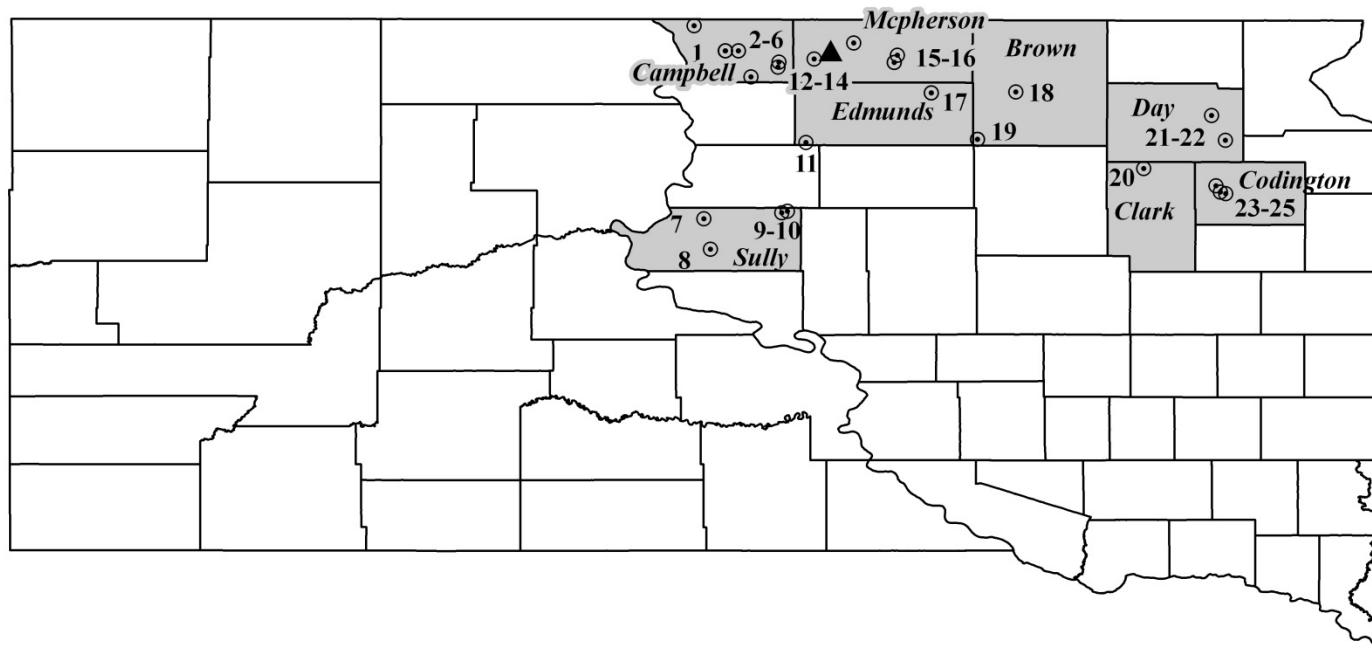 Mcpherson
2-6
Brown
1
15-16
Campbell
12-14
17
18
Edmunds
Day
19
21-22
11
20
Codington
Clark
23-25
7
9-10
8
Sully